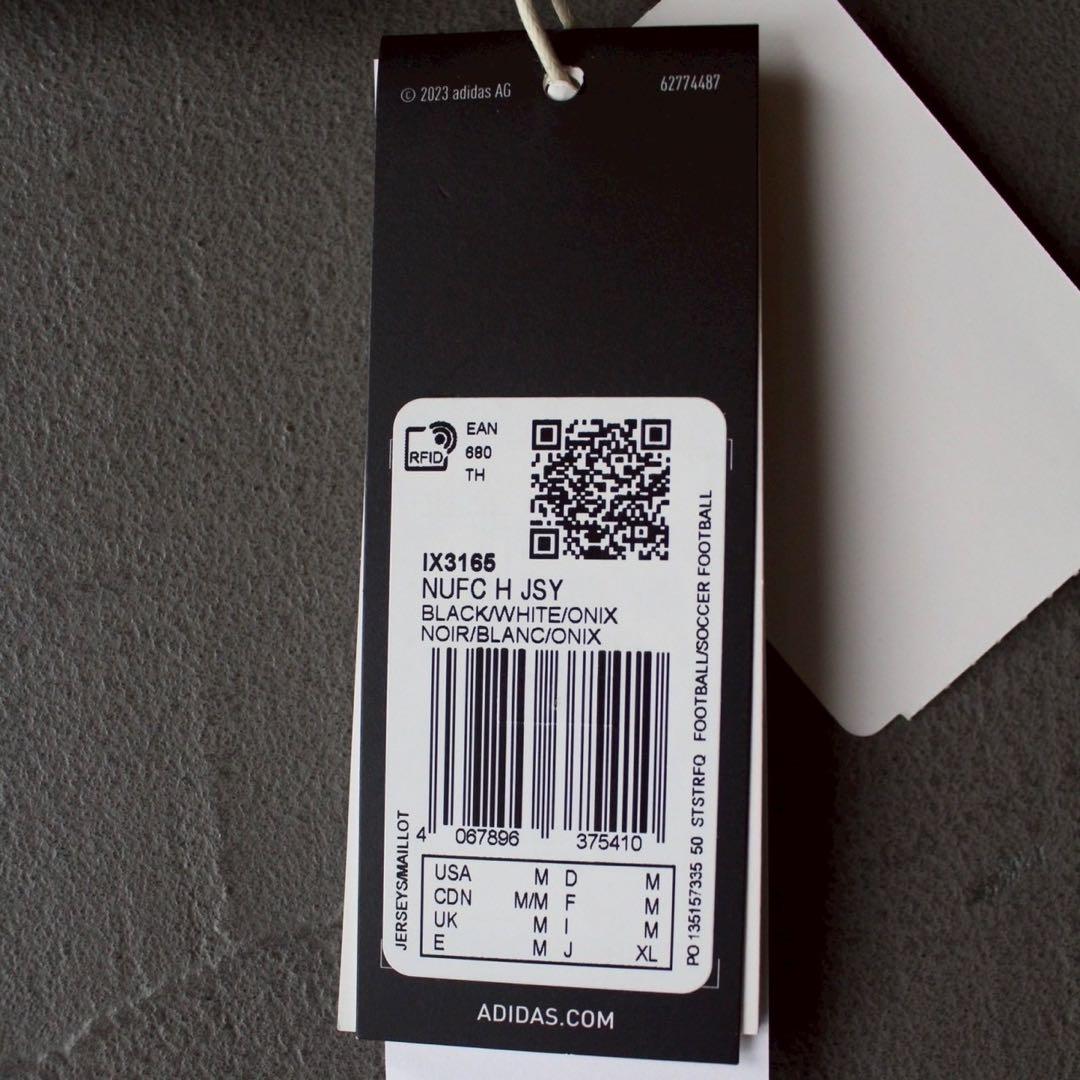 © 2023 adidas AG
62774487
RFID
EAN
680
TH
IX3165
NUFC H JSY
BLACK/WHITE/ONIX
NOIR/BLANC/ONIX
4 067896 375410
JERSEYS/MAILLOT
PO 135157335 50 STSTRFQ FOOTBALL/SOCCER FOOTBALL
USA M D M
CDN M/M F M
UK M I M
E M J XL
ADIDAS.COM